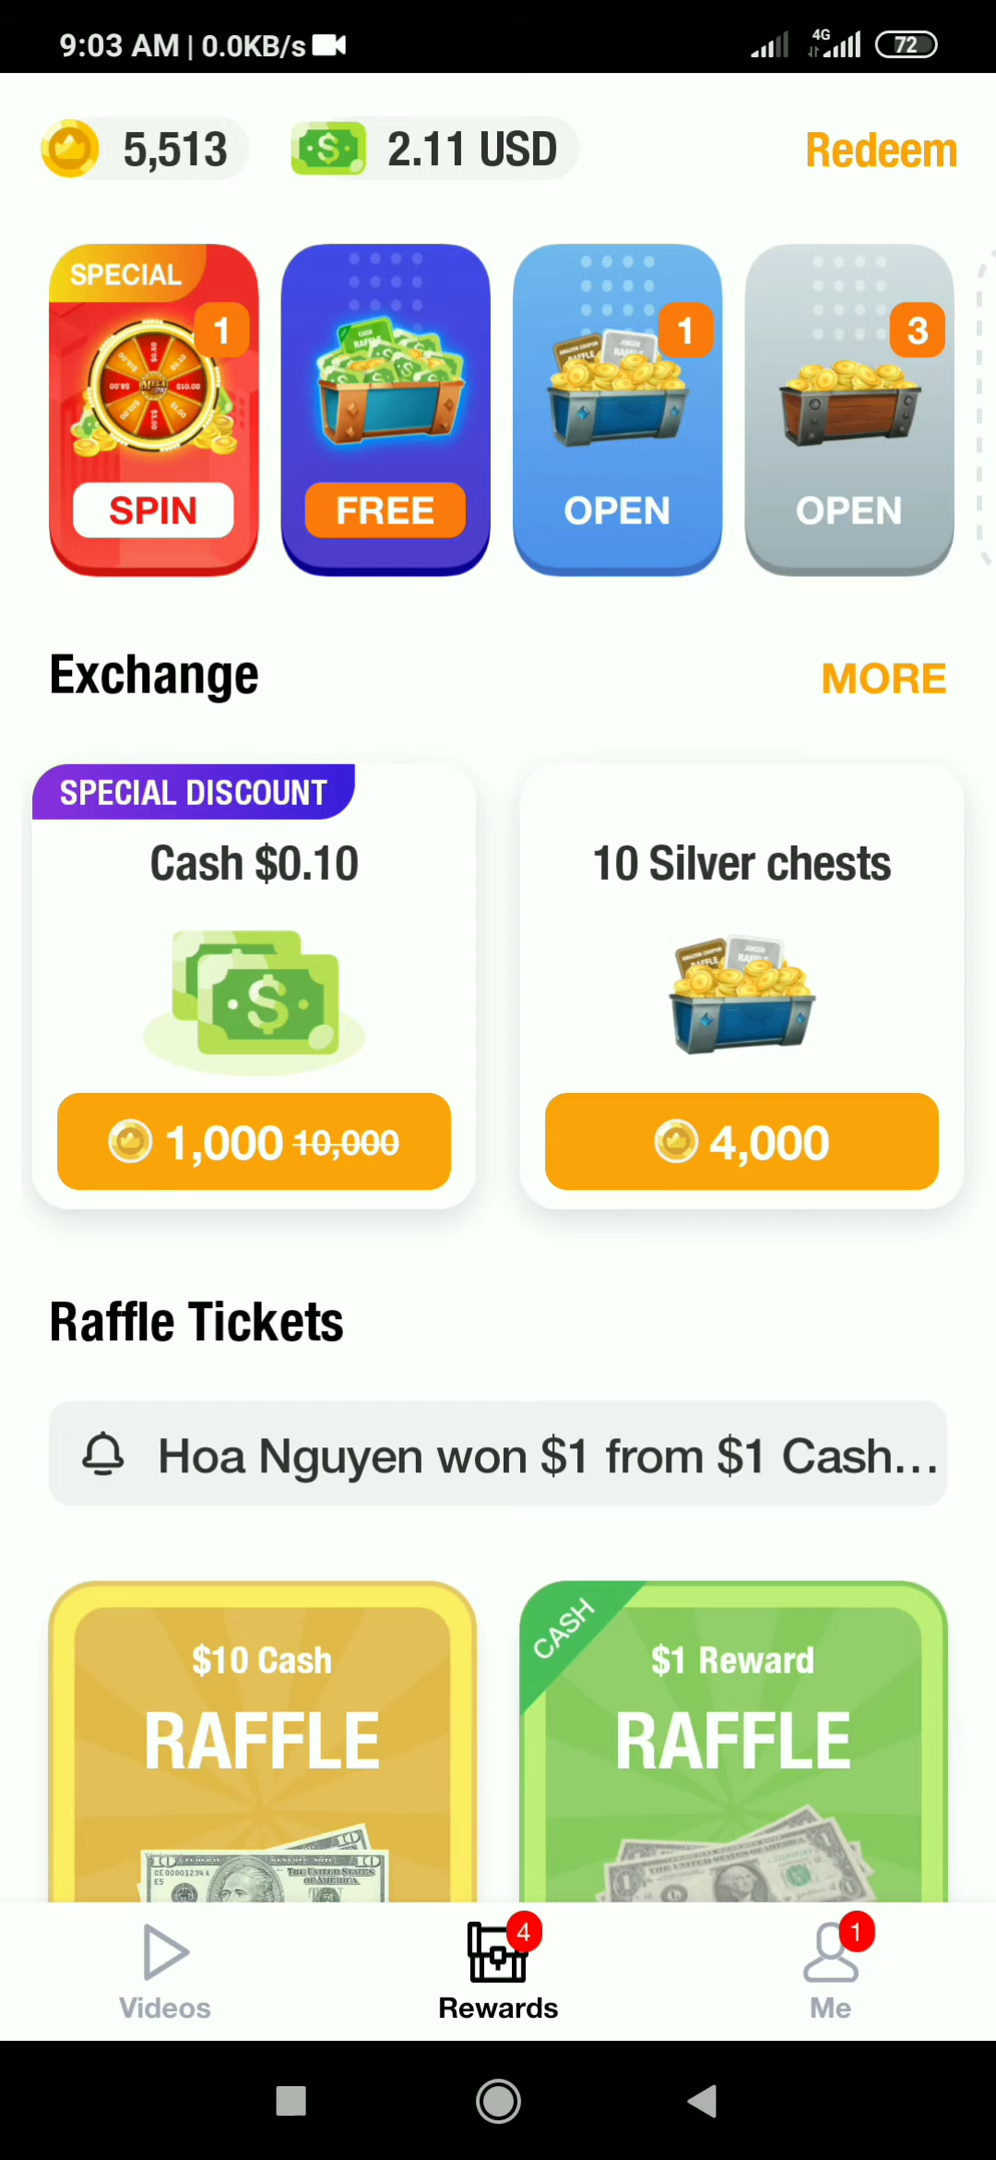 9:03 AM | 0.0KB/s 4G 72
5,513 2.11 USD Redeem
SPECIAL
1 1 3
SPIN FREE OPEN OPEN
Exchange MORE
SPECIAL DISCOUNT
Cash $0.10 10 Silver chests
1,000 10,000 4,000
Raffle Tickets
Hoa Nguyen won $1 from $1 Cash...
CASH
$10 Cash $1 Reward
RAFFLE RAFFLE
4 1
Videos Rewards Me